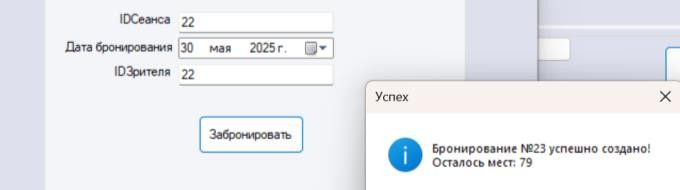 IDСеанса 22
Дата бронирования 30 мая 2025 г.
IDЗрителя 22
Забронировать
Успех
Бронирование №23 успешно создано!
Осталось мест: 79